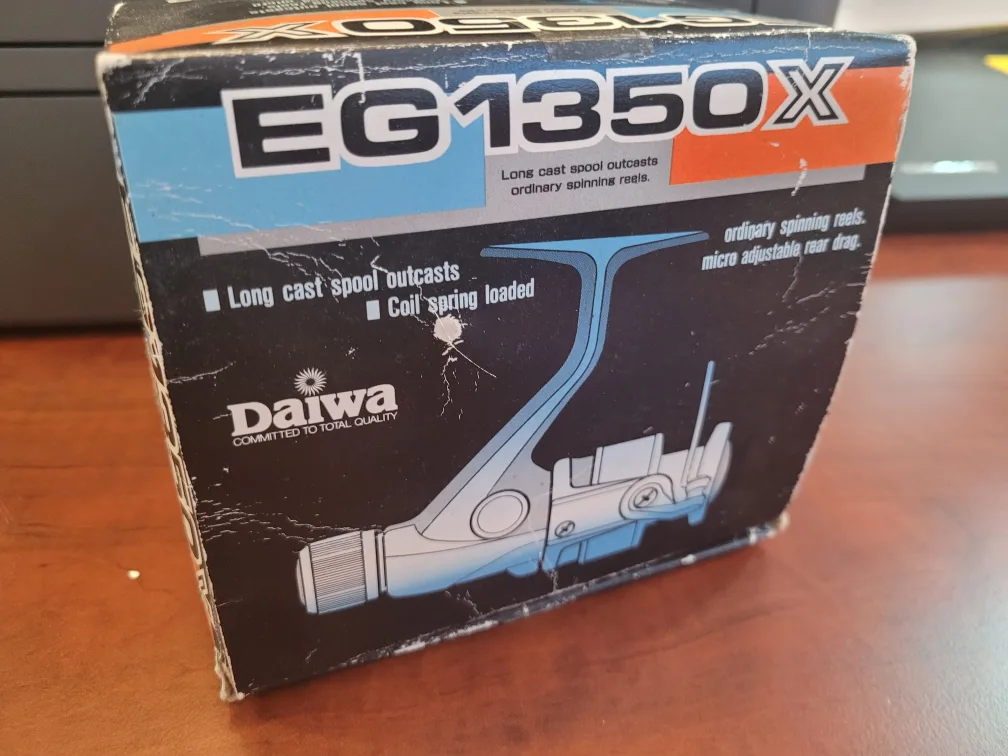 EG1350X
EG1350X
Long cast spool outcasts
ordinary spinning reels.
■ Long cast spool outcasts ordinary spinning reels.
■ Coil spring loaded micro adjustable rear drag.
Daiwa
COMMITTED TO TOTAL QUALITY